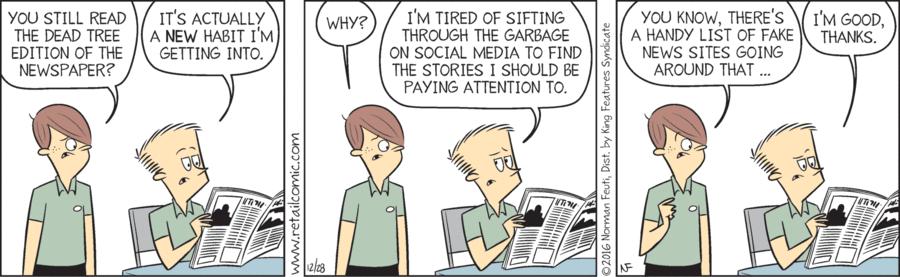 YOU STILL READ
THE DEAD TREE
EDITION OF THE
NEWSPAPER?
IT'S ACTUALLY
A NEW HABIT I'M
GETTING INTO.
www.retailcomic.com
WHY?
I'M TIRED OF SIFTING
THROUGH THE GARBAGE
ON SOCIAL MEDIA TO FIND
THE STORIES I SHOULD BE
PAYING ATTENTION TO.
12/28
©2016 Norman Feuti, Dist. by King Features Syndicate
YOU KNOW, THERE'S
A HANDY LIST OF FAKE
NEWS SITES GOING
AROUND THAT ...
I'M GOOD,
THANKS.
NF